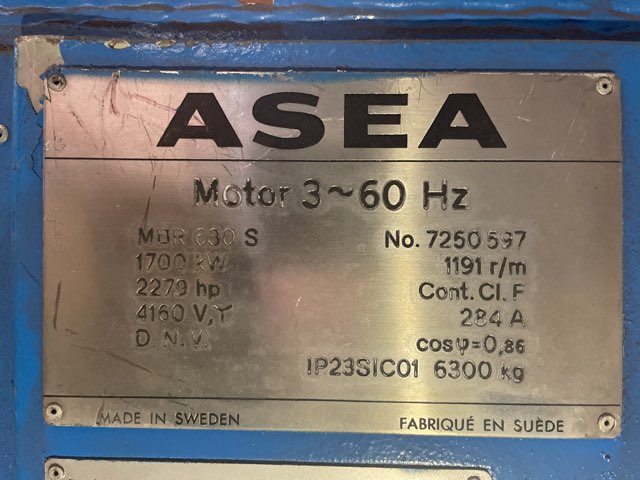 ASEA
Motor 3~60 Hz
MBR 630 S No. 7250 597
1700 kW 1191 r/m
2279 hp Cont. Cl. F
4160 V,Y 284 A
D. N. V. cosφ=0,86
IP23SIC01 6300 kg
MADE IN SWEDEN FABRIQUÉ EN SUÈDE